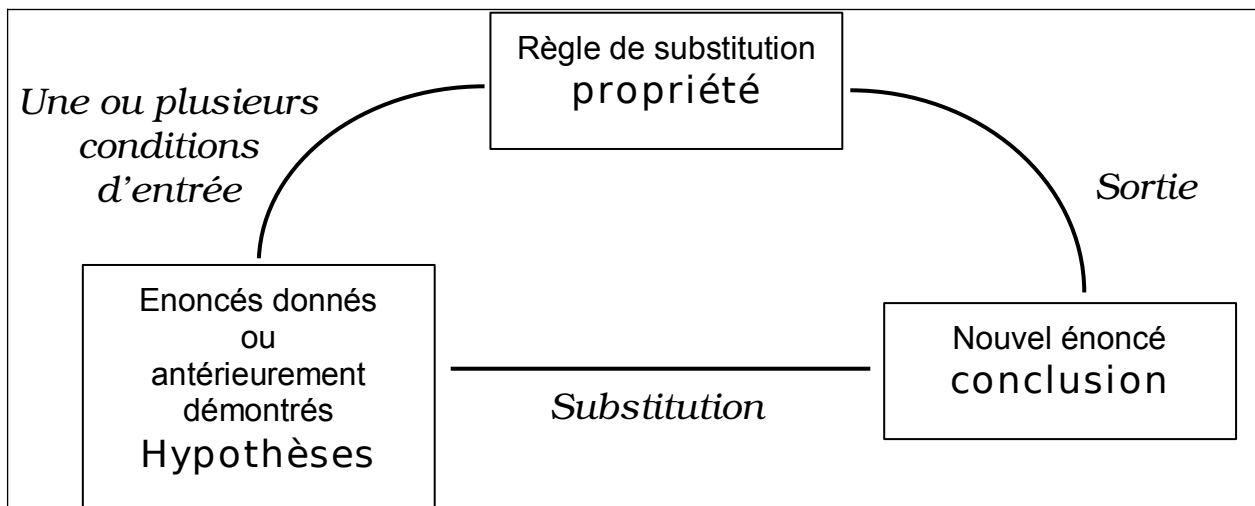 Règle de substitution
propriété
Une ou plusieurs
conditions
d’entrée
Sortie
Enoncés donnés
ou
antérieurement
démontrés
Hypothèses
Substitution
Nouvel énoncé
conclusion